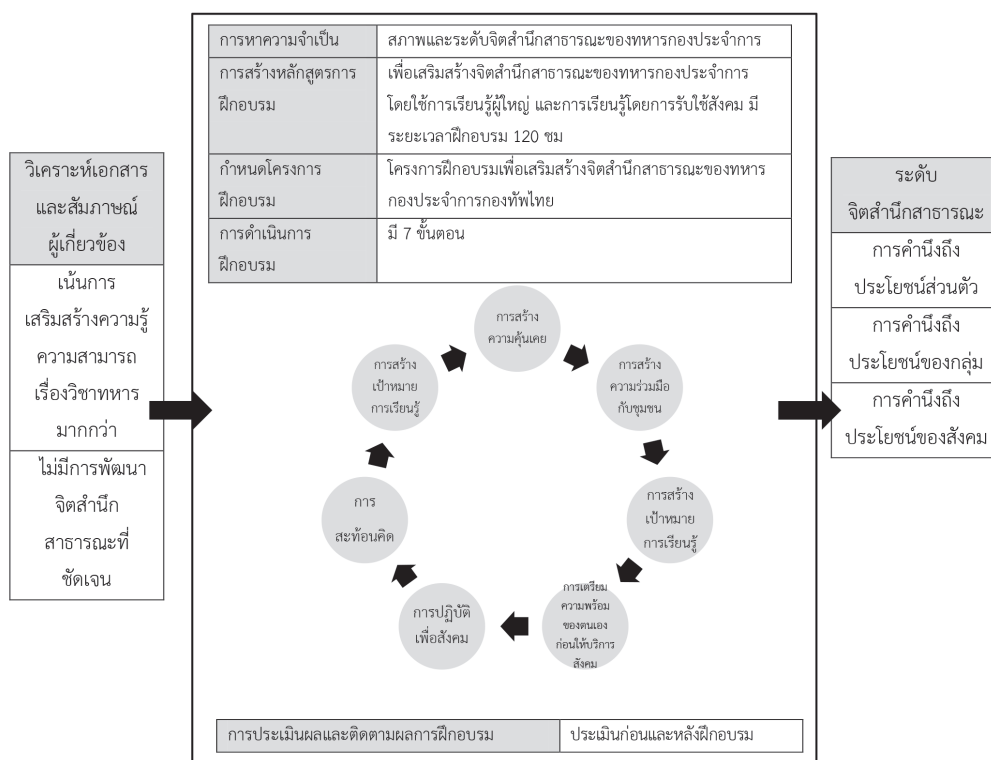 วิเคราะห์เอกสาร
และสัมภาษณ์
ผู้เกี่ยวข้อง
เน้นการ
เสริมสร้างความรู้
ความสามารถ
เรื่องวิชาทหาร
มากกว่า
ไม่มีการพัฒนา
จิตสำนึก
สาธารณะที่
ชัดเจน
การหาความจำเป็น
สภาพและระดับจิตสำนึกสาธารณะของทหารกองประจำการ
การสร้างหลักสูตรการ
ฝึกอบรม
เพื่อเสริมสร้างจิตสำนึกสาธารณะของทหารกองประจำการ
โดยใช้การเรียนรู้ผู้ใหญ่ และการเรียนรู้โดยการรับใช้สังคม มี
ระยะเวลาฝึกอบรม 120 ชม
กำหนดโครงการ
ฝึกอบรม
โครงการฝึกอบรมเพื่อเสริมสร้างจิตสำนึกสาธารณะของทหาร
กองประจำการกองทัพไทย
การดำเนินการ
ฝึกอบรม
มี 7 ขั้นตอน
การสร้าง
ความคุ้นเคย
การสร้าง
ความร่วมมือ
กับชุมชน
การสร้าง
เป้าหมาย
การเรียนรู้
การเตรียม
ความพร้อม
ของตนเอง
ก่อนให้บริการ
สังคม
การปฏิบัติ
เพื่อสังคม
การ
สะท้อนคิด
การสร้าง
เป้าหมาย
การเรียนรู้
การประเมินผลและติดตามผลการฝึกอบรม
ประเมินก่อนและหลังฝึกอบรม
ระดับ
จิตสำนึกสาธารณะ
การคำนึงถึง
ประโยชน์ส่วนตัว
การคำนึงถึง
ประโยชน์ของกลุ่ม
การคำนึงถึง
ประโยชน์ของสังคม